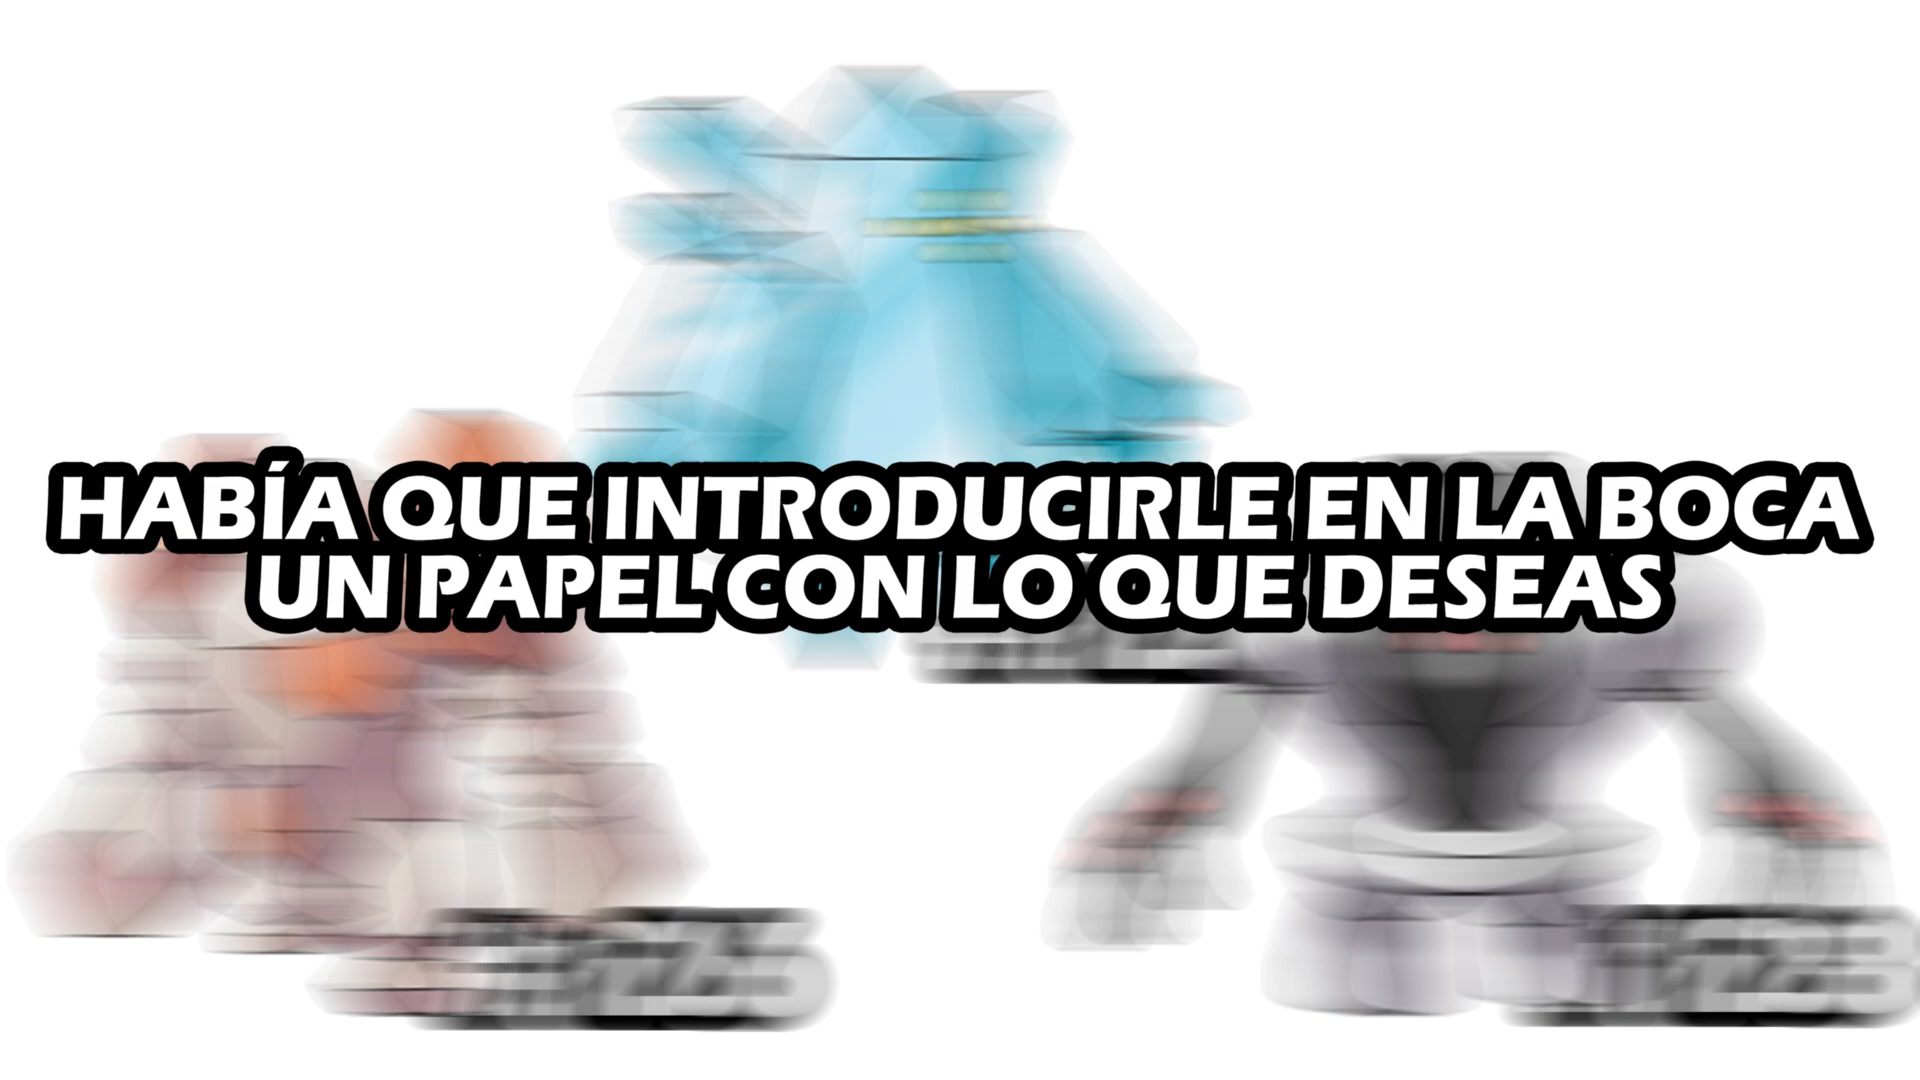 HABÍA QUE INTRODUCIRLE EN LA BOCA
UN PAPEL CON LO QUE DESEAS